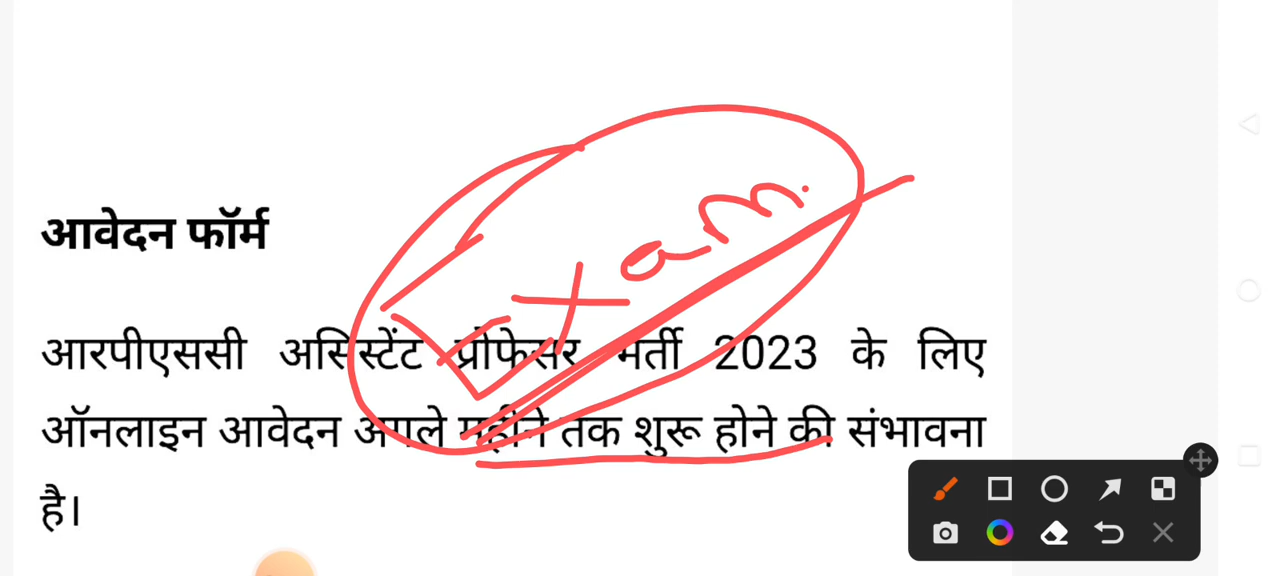 Exam.
आवेदन फॉर्म
आरपीएससी असिस्टेंट प्रोफेसर भर्ती 2023 के लिए
ऑनलाइन आवेदन अगले महीने तक शुरू होने की संभावना
है।